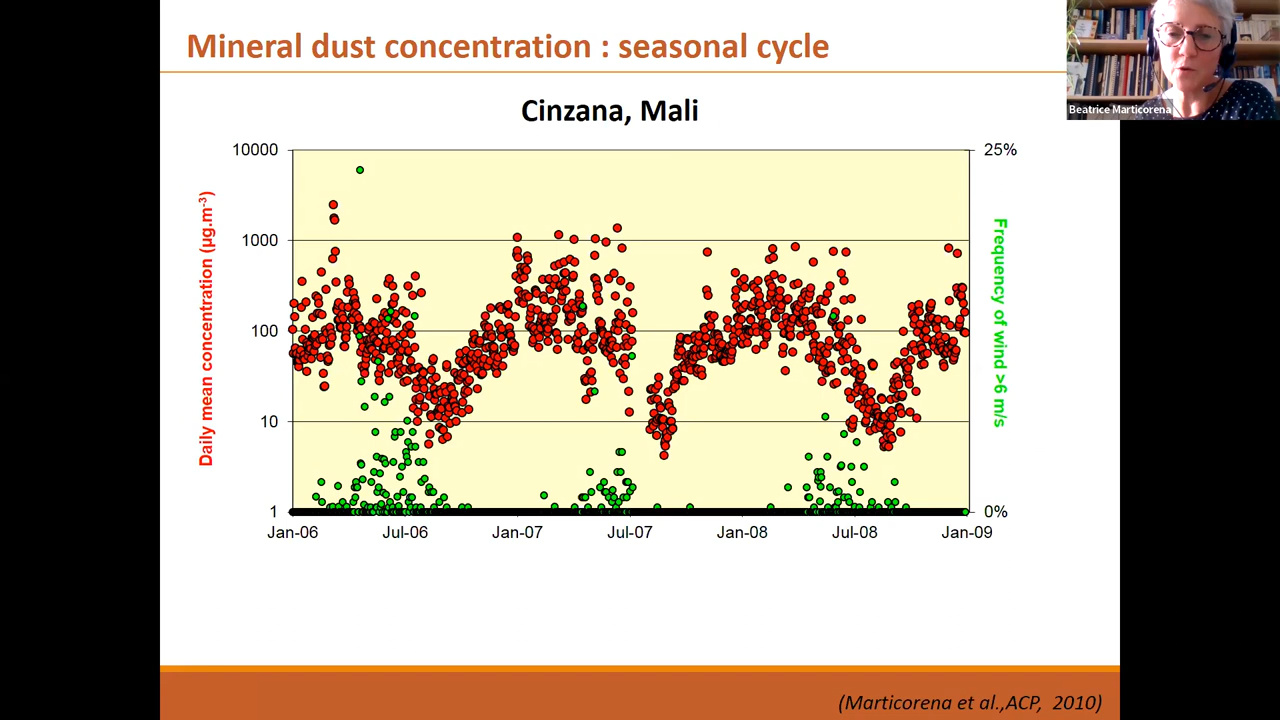 Mineral dust concentration : seasonal cycle
Beatrice Marticorena
Cinzana, Mali
10000
1000
100
10
1
Daily mean concentration (µg.m-3)
25%
0%
Frequency of wind >6 m/s
Jan-06 Jul-06 Jan-07 Jul-07 Jan-08 Jul-08 Jan-09
(Marticorena et al.,ACP, 2010)